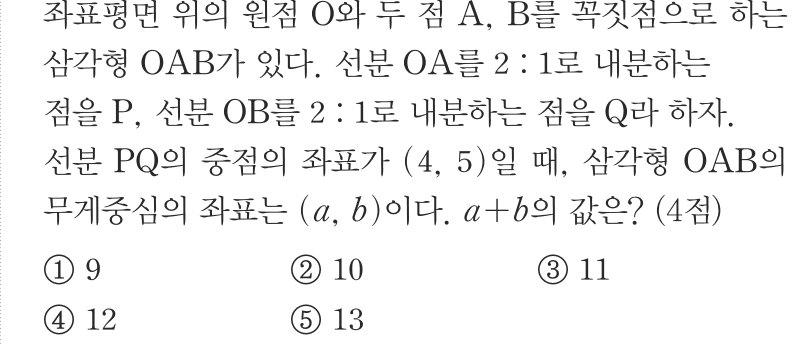 좌표평면 위의 원점 O와 두 점 A, B를 꼭짓점으로 하는
삼각형 OAB가 있다. 선분 OA를 2 : 1로 내분하는
점을 P, 선분 OB를 2 : 1로 내분하는 점을 Q라 하자.
선분 PQ의 중점의 좌표가 (4, 5)일 때, 삼각형 OAB의
무게중심의 좌표는 (a, b)이다. a+b의 값은? (4점)
① 9 ② 10 ③ 11
④ 12 ⑤ 13